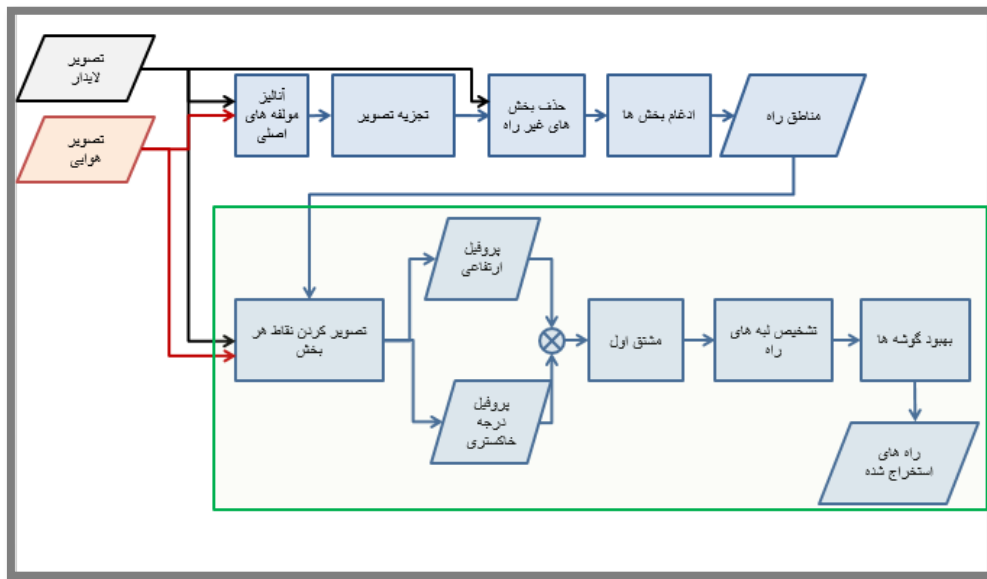 تصویر
لایدار
تصویر
هوایی
آنالیز
مولفه های
اصلی
تجزیه تصویر
حذف بخش
های غیر راه
ادغام بخش ها
مناطق راه
تصویر کردن نقاط هر
بخش
پروفیل
ارتفاعی
پروفیل
درجه
خاکستری
مشتق اول
تشخیص لبه های
راه
بهبود گوشه ها
راه های
استخراج شده